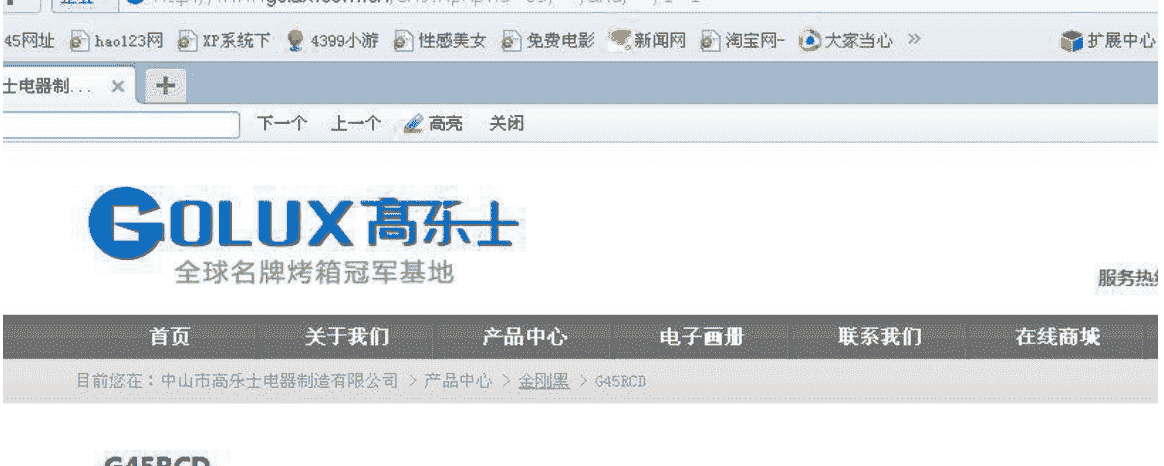 45网址 hao123网 XP系统下 4399小游 性感美女 免费电影 新闻网 淘宝网- 大家当心 » 扩展中心
士电器制... × +
下一个 上一个 高亮 关闭
GOLUX高乐士
全球名牌烤箱冠军基地
服务热
首页 关于我们 产品中心 电子画册 联系我们 在线商城
目前您在：中山市高乐士电器制造有限公司 > 产品中心 > 金刚黑 > G45RCD
G45RCD